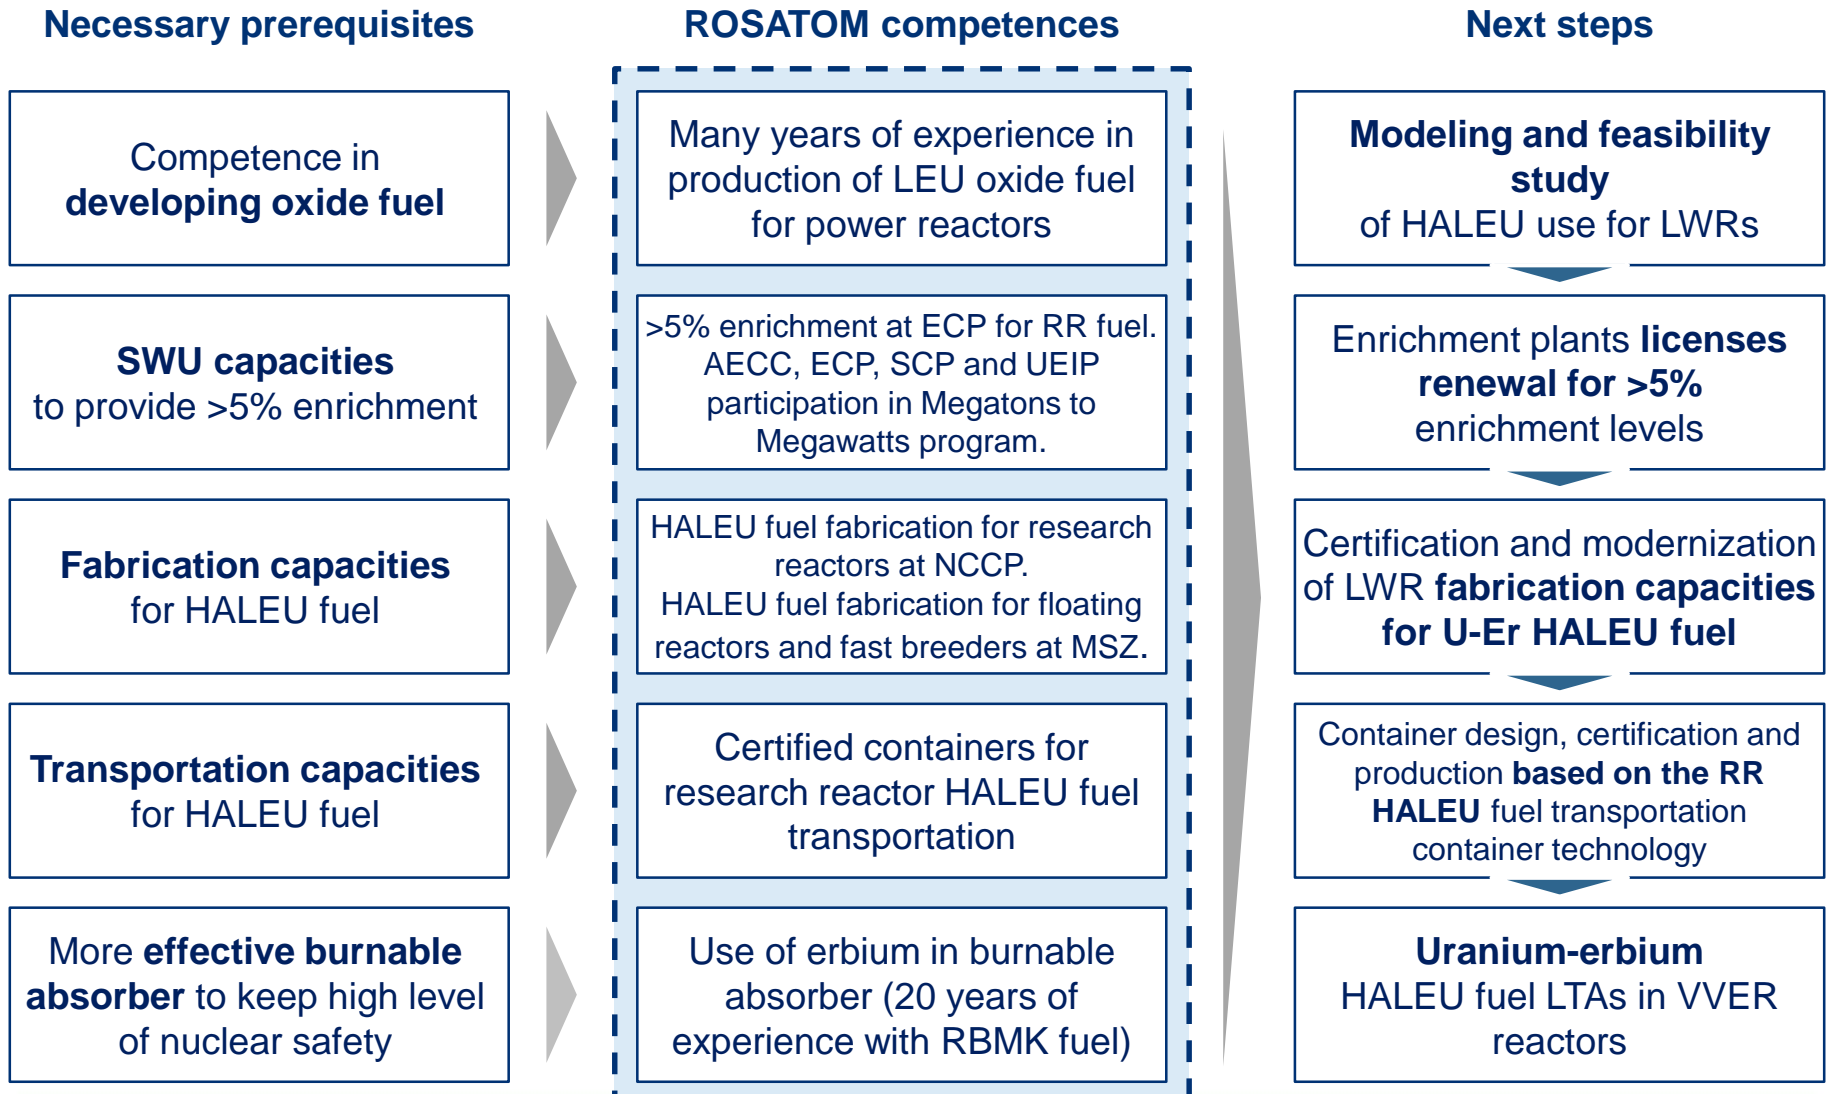 Necessary prerequisites
ROSATOM competences
Next steps
Competence in
developing oxide fuel
Many years of experience in
production of LEU oxide fuel
for power reactors
Modeling and feasibility
study
of HALEU use for LWRs
SWU capacities
to provide >5% enrichment
>5% enrichment at ECP for RR fuel.
AECC, ECP, SCP and UEIP
participation in Megatons to
Megawatts program.
Enrichment plants licenses
renewal for >5%
enrichment levels
Fabrication capacities
for HALEU fuel
HALEU fuel fabrication for research
reactors at NCCP.
HALEU fuel fabrication for floating
reactors and fast breeders at MSZ.
Certification and modernization
of LWR fabrication capacities
for U-Er HALEU fuel
Transportation capacities
for HALEU fuel
Certified containers for
research reactor HALEU fuel
transportation
Container design, certification and
production based on the RR
HALEU fuel transportation
container technology
More effective burnable
absorber to keep high level
of nuclear safety
Use of erbium in burnable
absorber (20 years of
experience with RBMK fuel)
Uranium-erbium
HALEU fuel LTAs in VVER
reactors